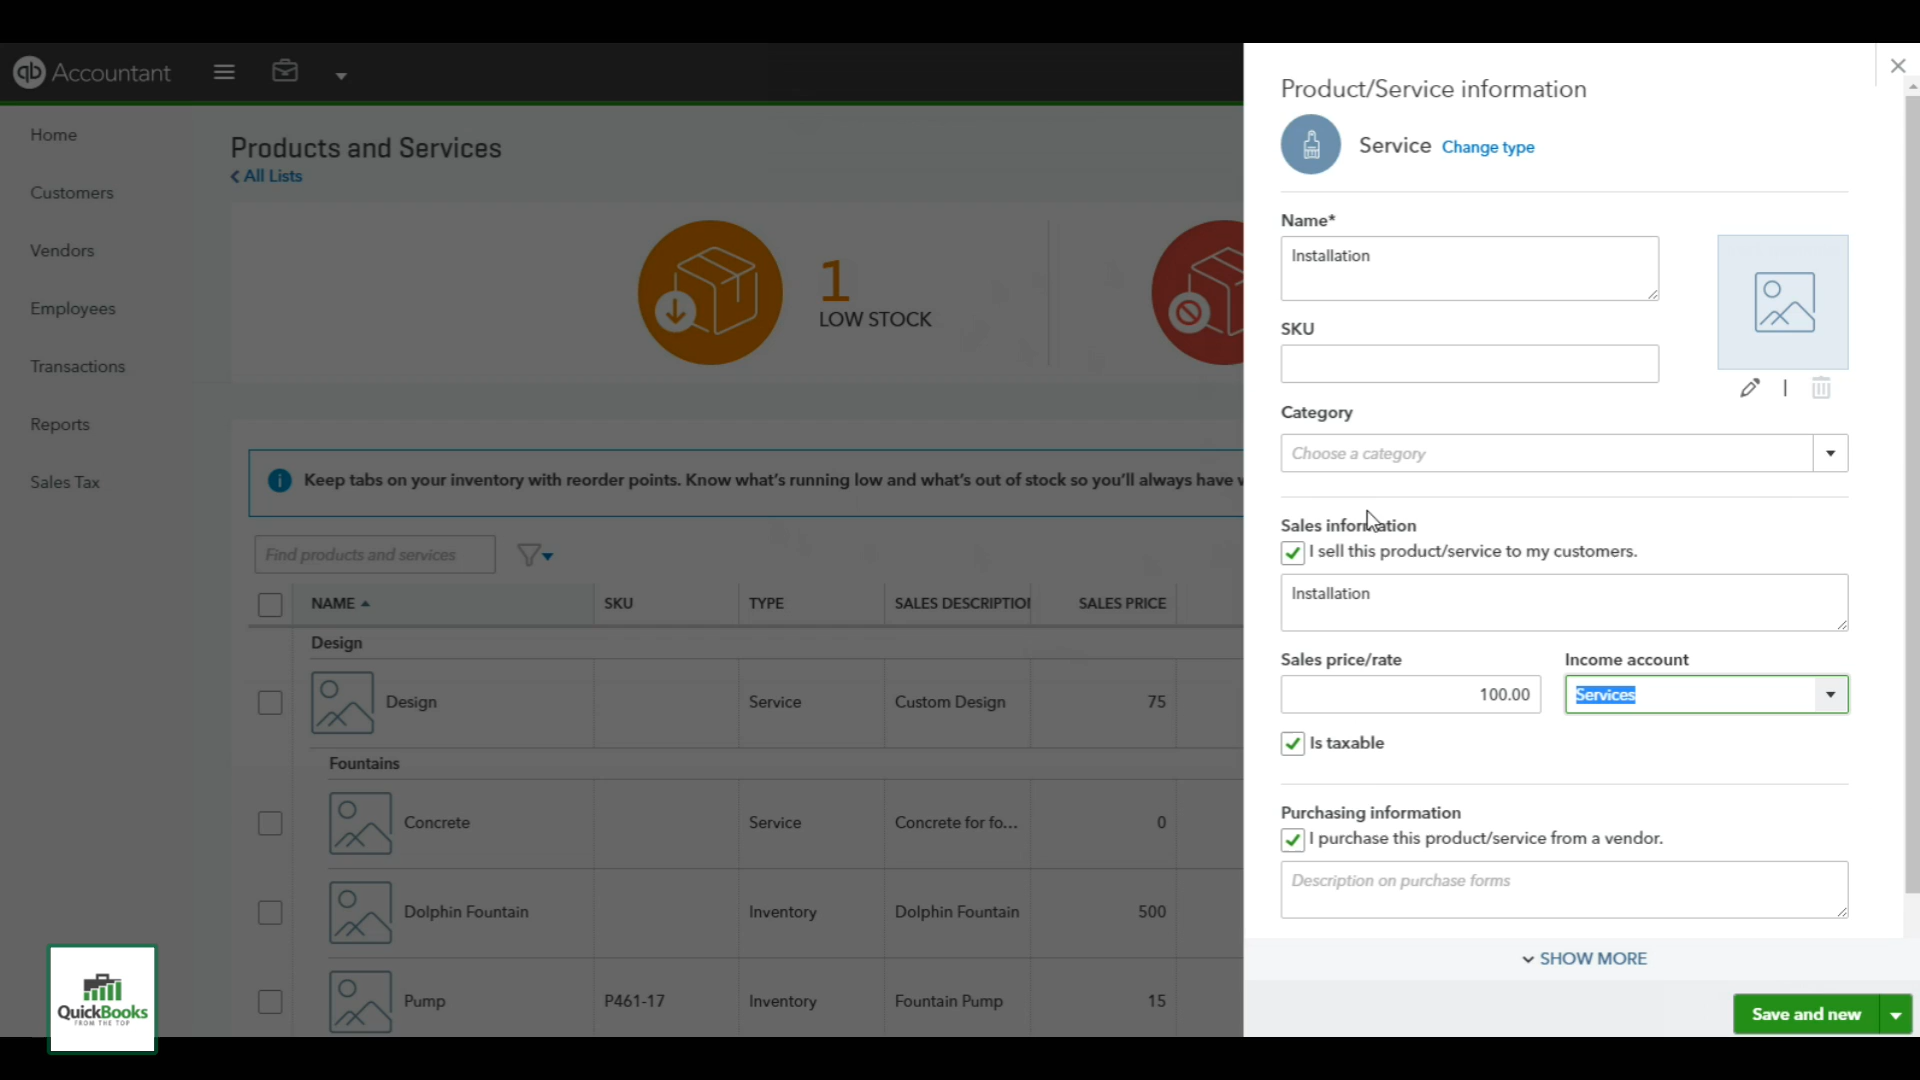 qb Accountant
Home
Customers
Vendors
Employees
Transactions
Reports
Sales Tax
Products and Services
All Lists
1
LOW STOCK
Keep tabs on your inventory with reorder points. Know what's running low and what's out of stock so you'll always have
Find products and services
NAME SKU TYPE SALES DESCRIPTIO SALES PRICE
Design
Design Service Custom Design 75
Fountains
Concrete Service Concrete for fo... 0
Dolphin Fountain Inventory Dolphin Fountain 500
Pump P461-17 Inventory Fountain Pump 15
QuickBooks
FROM THE TOP
Product/Service information
Service Change type
Name*
Installation
SKU
Category
Choose a category
Sales information
I sell this product/service to my customers.
Installation
Sales price/rate Income account
100.00 Services
Is taxable
Purchasing information
I purchase this product/service from a vendor.
Description on purchase forms
SHOW MORE
Save and new